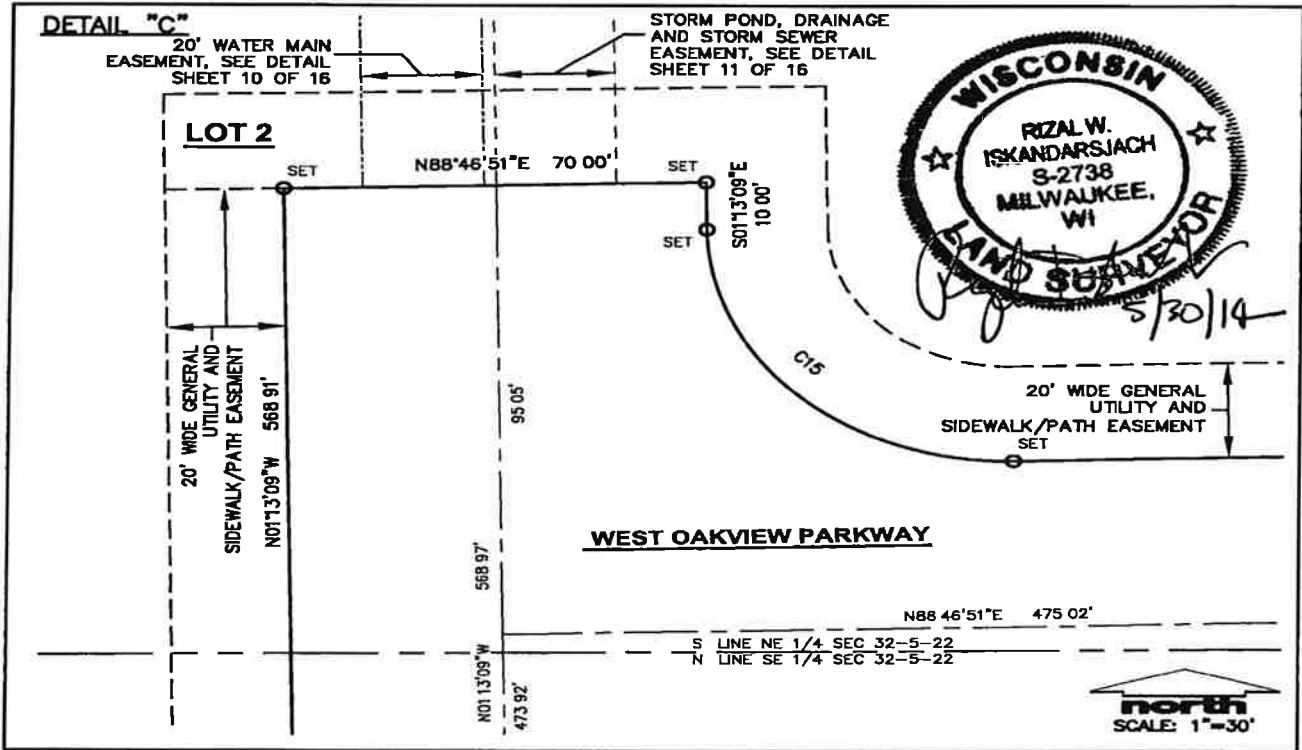 DETAIL "C"
20' WATER MAIN
EASEMENT, SEE DETAIL
SHEET 10 OF 16
STORM POND, DRAINAGE
AND STORM SEWER
EASEMENT, SEE DETAIL
SHEET 11 OF 16
WISCONSIN
RIZAL W.
ISKANDARSJACH
S-2738
MILWAUKEE,
WI
LAND SURVEYOR
5/30/14
LOT 2
SET
N88°46'51"E 70 00'
SET
SET
S01°13'09"E
10 00'
C15
20' WIDE GENERAL
UTILITY AND
SIDEWALK/PATH EASEMENT
N01°13'09"W 568 91'
95 05'
20' WIDE GENERAL
UTILITY AND
SIDEWALK/PATH EASEMENT
SET
WEST OAKVIEW PARKWAY
N01 13'09"W 568 97'
473 92'
N88 46'51"E 475 02'
S LINE NE 1/4 SEC 32-5-22
N LINE SE 1/4 SEC 32-5-22
north
SCALE: 1"=30'